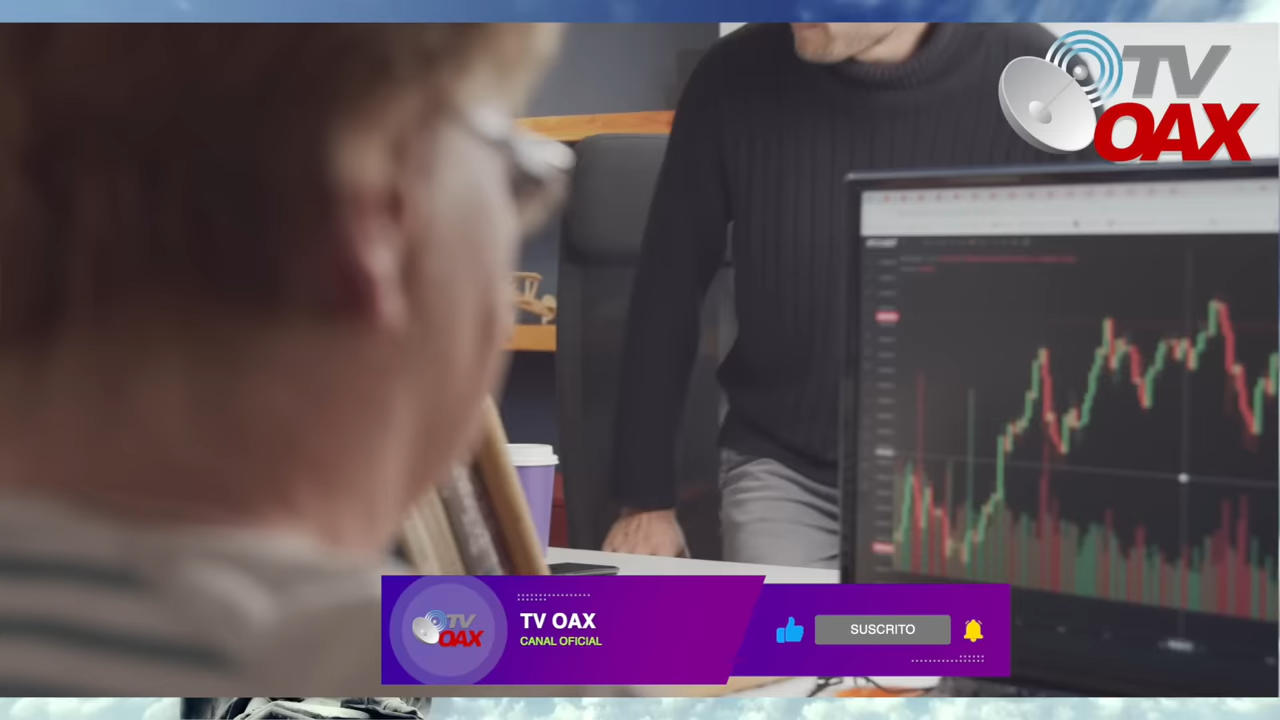 TV
OAX
TV
OAX
TV OAX
CANAL OFICIAL
SUSCRITO